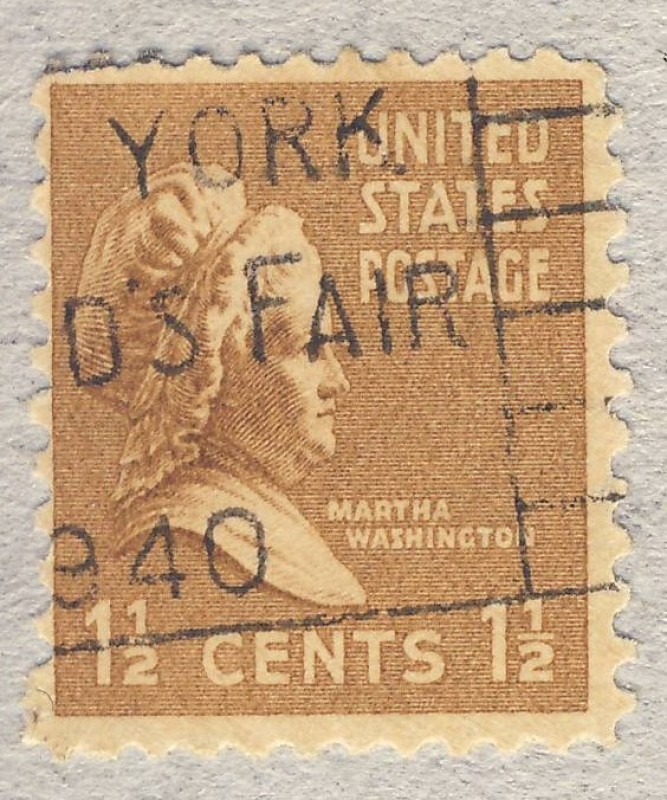 UNITED
STATES
POSTAGE
MARTHA
WASHINGTON
1½ CENTS 1½
YORK
D'S FAIR
940